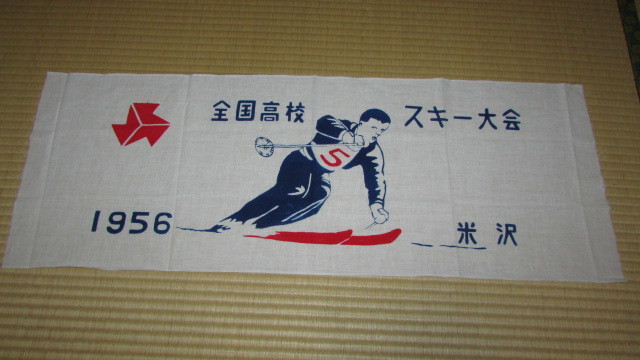 全国高校 スキー大会
5
1956 米沢